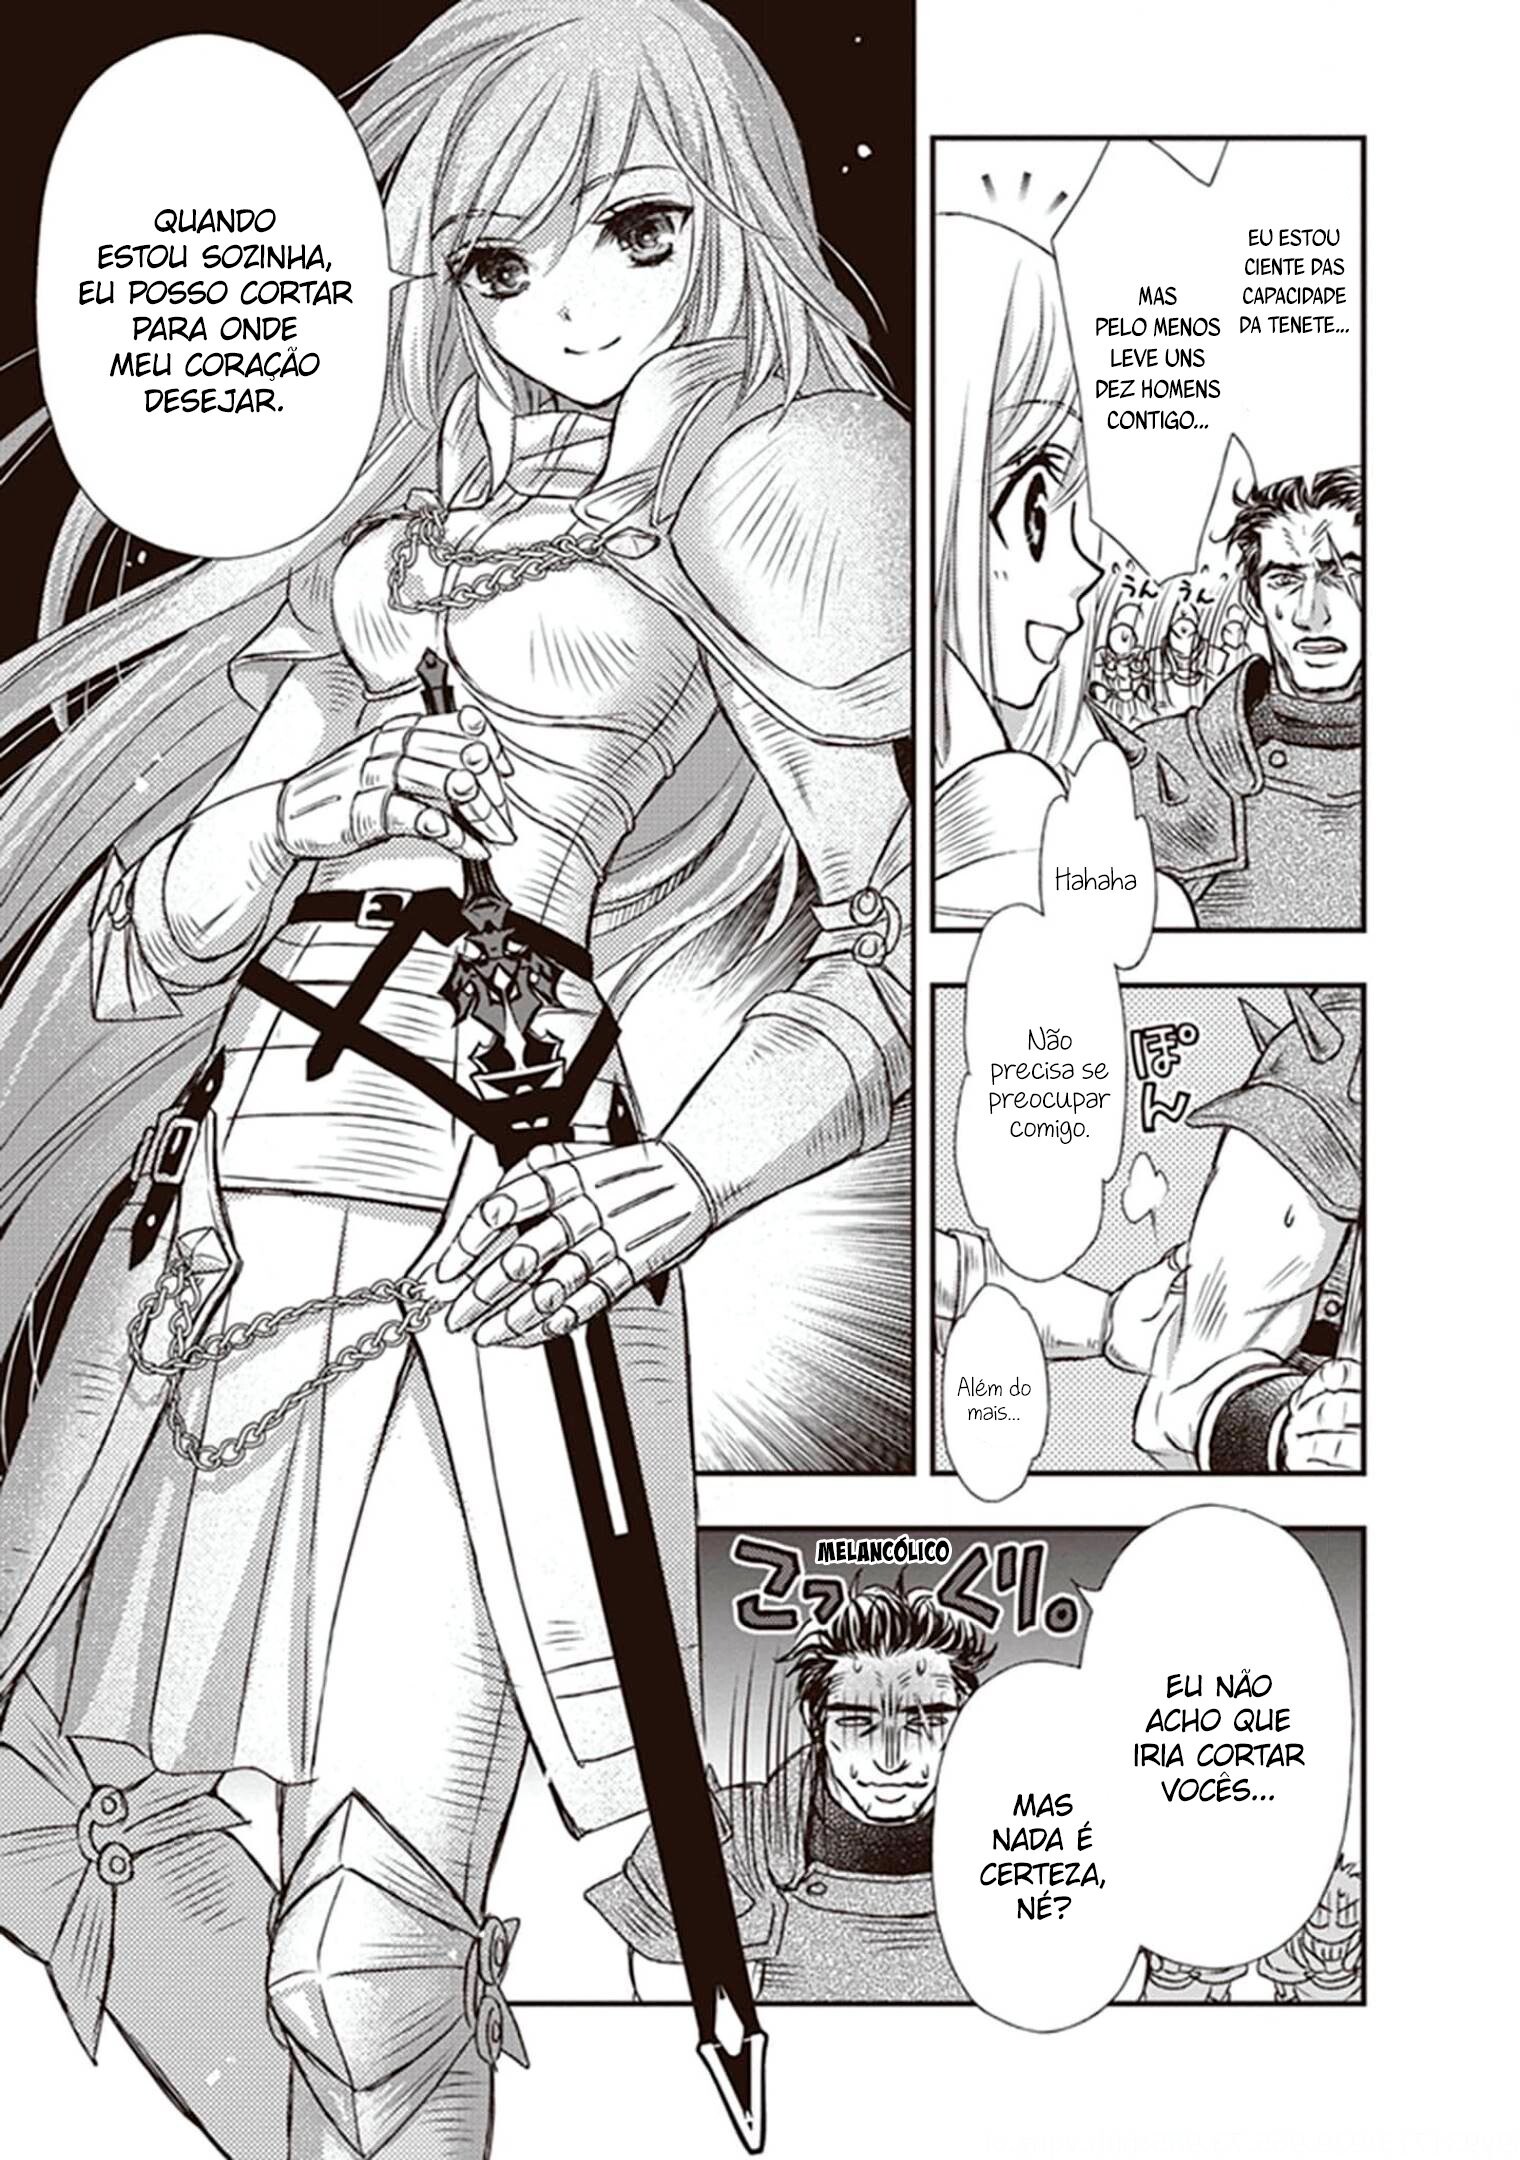 EU ESTOU
CIENTE DAS
CAPACIDADE
DA TENETE...
MAS
PELO MENOS
LEVE UNS
DEZ HOMENS
CONTIGO...
うん
うん
Hahaha
ぽん
Não
precisa se
preocupar
comigo.
Além do
mais...
QUANDO
ESTOU SOZINHA,
EU POSSO CORTAR
PARA ONDE
MEU CORAÇÃO
DESEJAR.
EU NÃO
ACHO QUE
IRIA CORTAR
VOCÊS...
MAS
NADA É
CERTEZA,
NÉ?
MELANCÓLICO
こっくり。